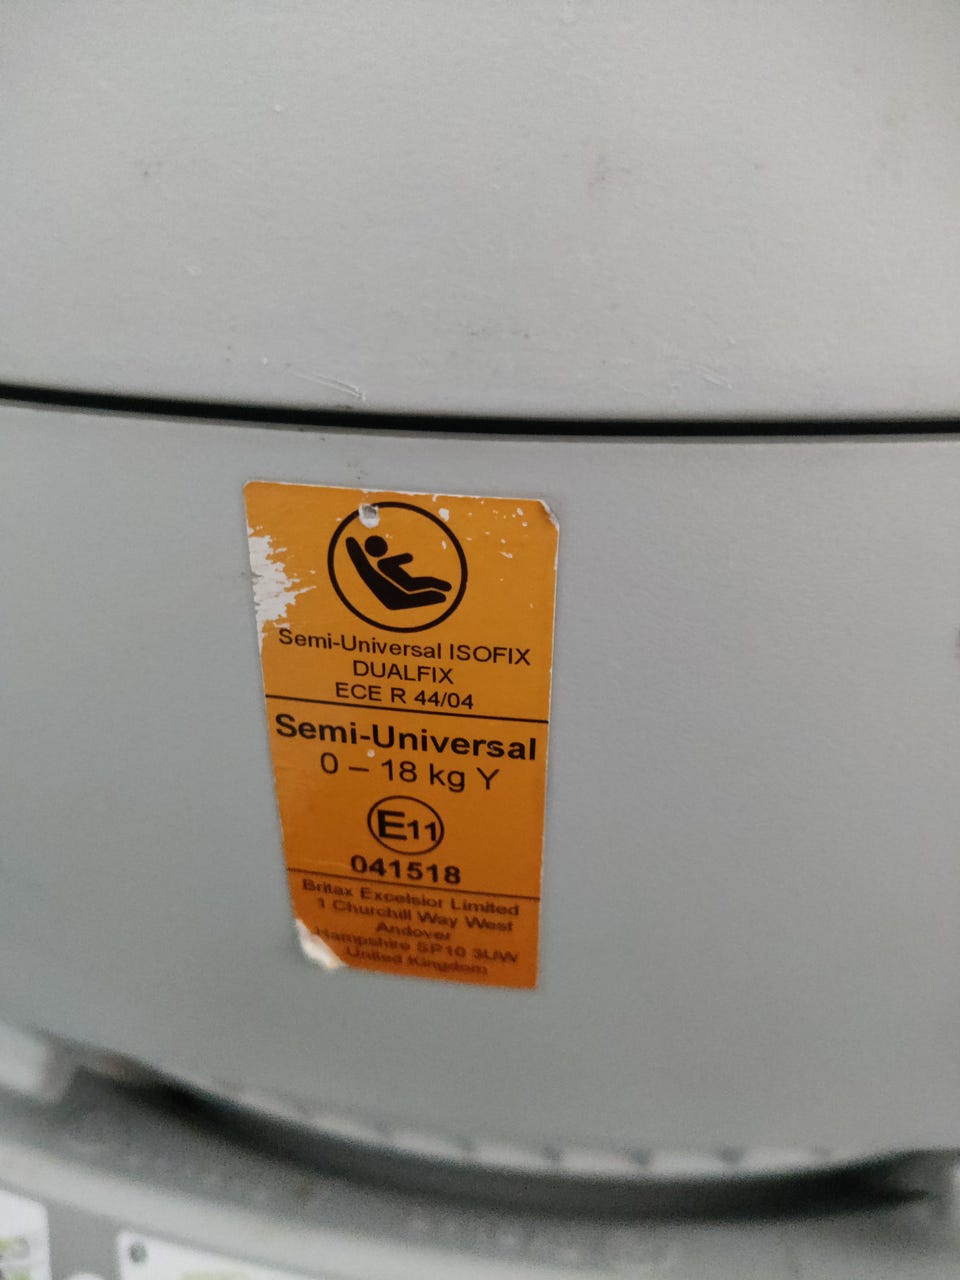 Semi-Universal ISOFIX
DUALFIX
ECE R 44/04
Semi-Universal
0 – 18 kg Y
E11
041518
Britax Excelsior Limited
1 Churchill Way West
Andover
Hampshire SP10 3UW
United Kingdom